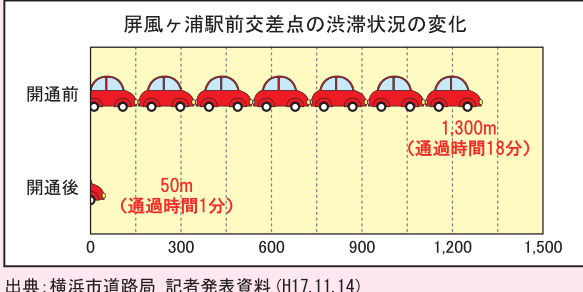 屏風ヶ浦駅前交差点の渋滞状況の変化
開通前
1,300m
(通過時間18分)
開通後
50m
(通過時間1分)
0 300 600 900 1,200 1,500
出典:横浜市道路局 記者発表資料(H17.11.14)